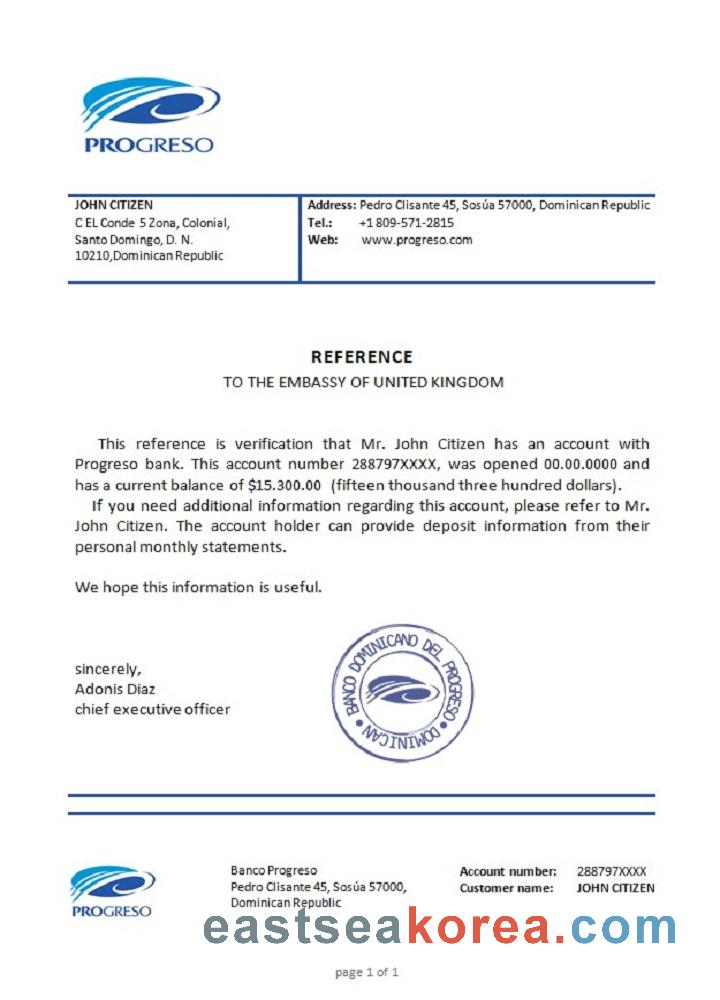 PROGRESO
JOHN CITIZEN
C EL Conde 5 Zona, Colonial,
Santo Domingo, D. N.
10210,Dominican Republic
Address: Pedro Clisante 45, Sosúa 57000, Dominican Republic
Tel.: +1 809-571-2815
Web: www.progreso.com
REFERENCE
TO THE EMBASSY OF UNITED KINGDOM
This reference is verification that Mr. John Citizen has an account with
Progreso bank. This account number 288797XXXX, was opened 00.00.0000 and
has a current balance of $15.300.00 (fifteen thousand three hundred dollars).
If you need additional information regarding this account, please refer to Mr.
John Citizen. The account holder can provide deposit information from their
personal monthly statements.
We hope this information is useful.
sincerely,
Adonis Diaz
chief executive officer
BANCO DOMINICANO DEL PROGRESO • DOMINICAN •
PROGRESO
Banco Progreso
Pedro Clisante 45, Sosúa 57000,
Dominican Republic
Account number: 288797XXXX
Customer name: JOHN CITIZEN
eastseakorea.com
page 1 of 1